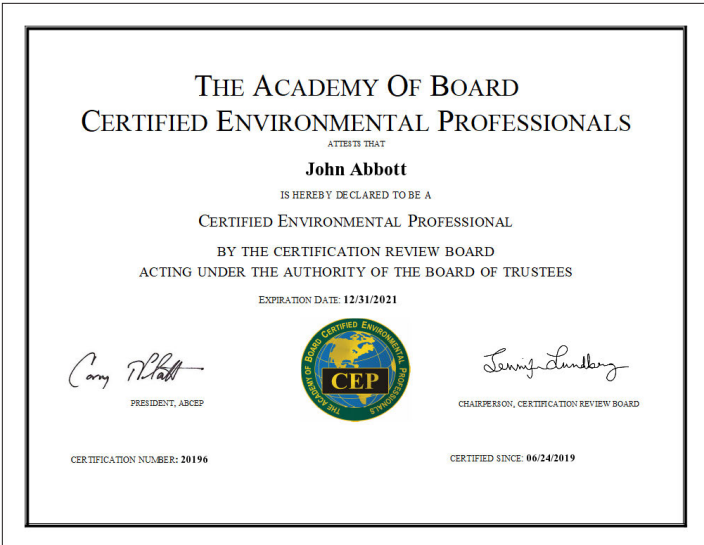 THE ACADEMY OF BOARD
CERTIFIED ENVIRONMENTAL PROFESSIONALS
ATTESTS THAT
John Abbott
IS HEREBY DECLARED TO BE A
CERTIFIED ENVIRONMENTAL PROFESSIONAL
BY THE CERTIFICATION REVIEW BOARD
ACTING UNDER THE AUTHORITY OF THE BOARD OF TRUSTEES
EXPIRATION DATE: 12/31/2021
THE ACADEMY OF BOARD CERTIFIED ENVIRONMENTAL PROFESSIONALS
CEP
Jennifer Lundberg
PRESIDENT, ABCEP
CHAIRPERSON, CERTIFICATION REVIEW BOARD
CERTIFICATION NUMBER: 20196
CERTIFIED SINCE: 06/24/2019